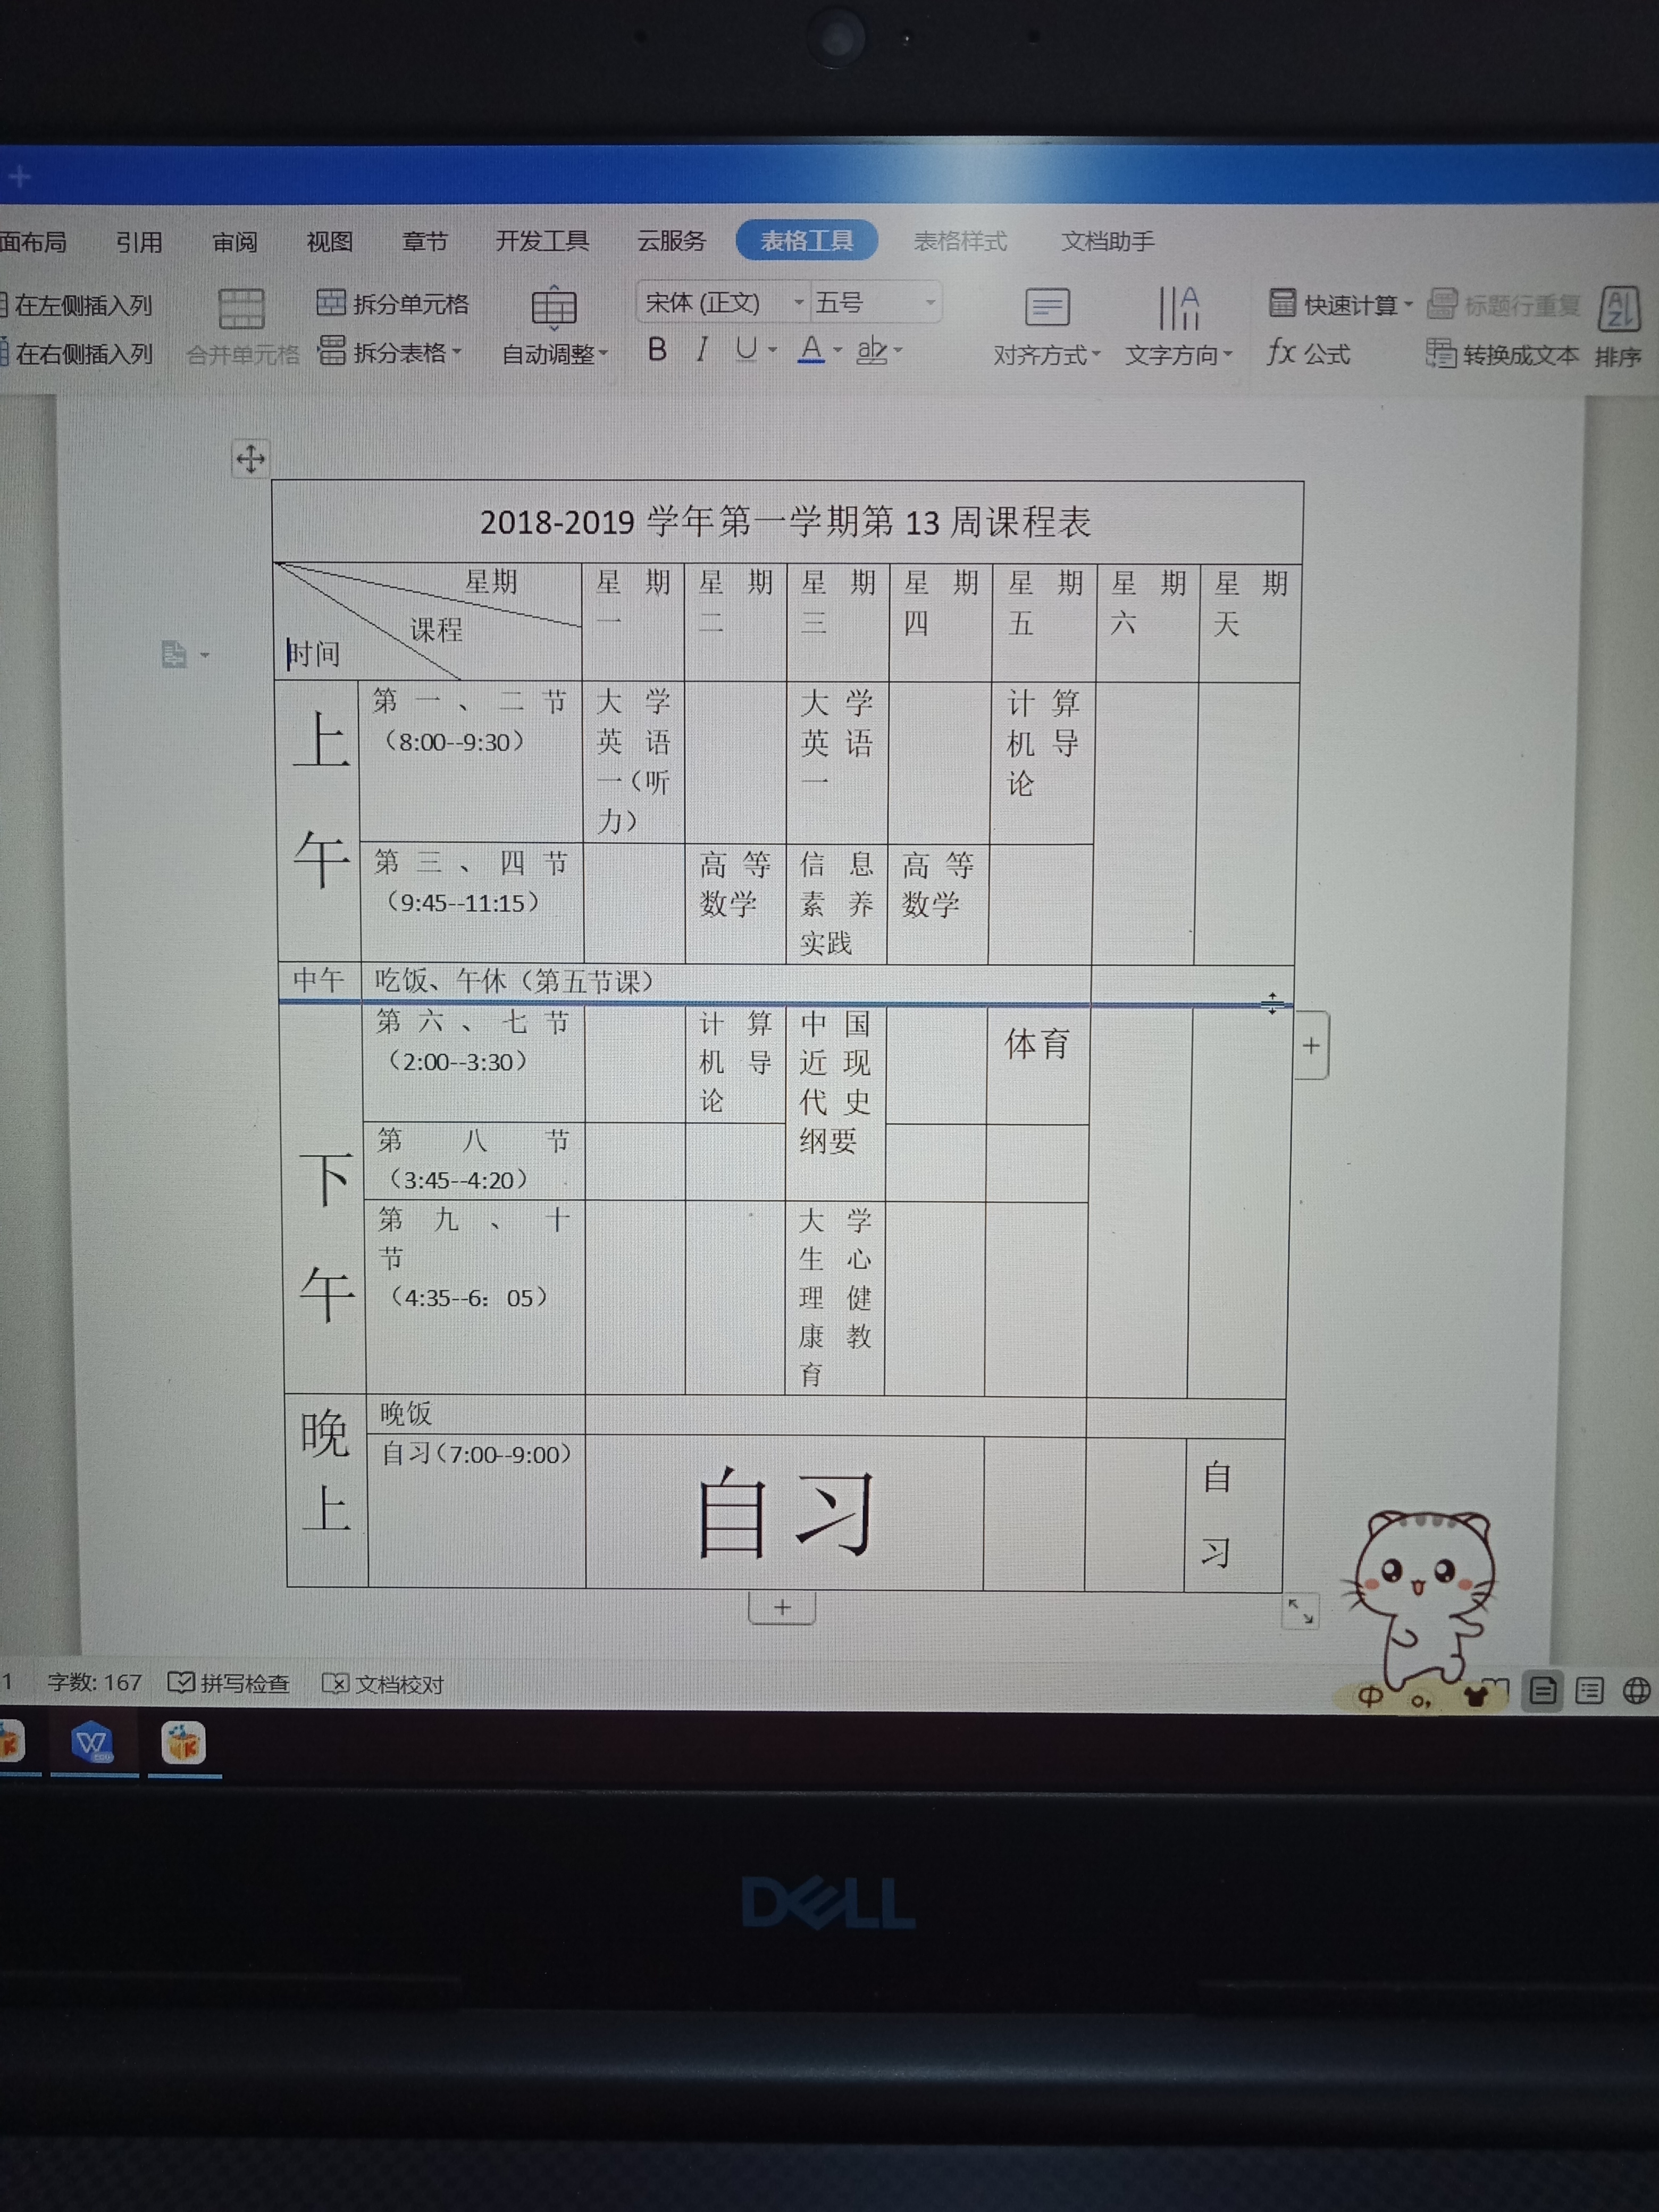 面布局 引用 审阅 视图 章节 开发工具 云服务 表格工具 表格样式 文档助手
在左侧插入列 拆分单元格 宋体 (正文) 五号 快速计算 标题行重复
在右侧插入列 合并单元格 拆分表格 自动调整 B I U A ab 对齐方式 文字方向 fx 公式 转换成文本 排序
2018-2019 学年第一学期第 13 周课程表
星期
课程
时间
星期一
星期二
星期三
星期四
星期五
星期六
星期天
上午
第一、二节
（8:00--9:30）
大学
英语
一（听
力）
大学
英语
一
计算
机导
论
第三、四节
（9:45--11:15）
高等
数学
信息
素养
实践
高等
数学
中午 吃饭、午休（第五节课）
下午
第六、七节
（2:00--3:30）
计算
机导
论
中国
近现
代史
纲要
体育
第八节
（3:45--4:20）
第九、十
节
（4:35--6：05）
大学
生心
理健
康教
育
晚上
晚饭
自习（7:00--9:00）
自习
自
习
1 字数: 167 拼写检查 文档校对
中
DELL